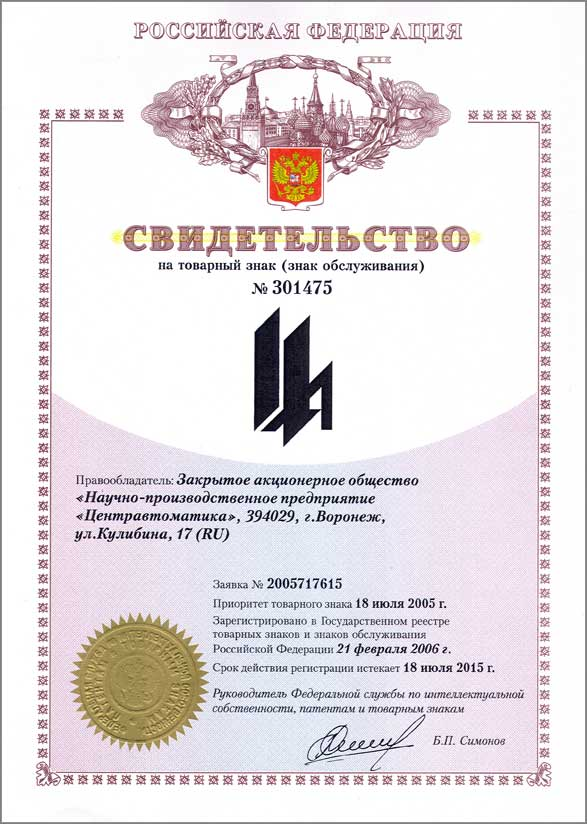 РОССИЙСКАЯ ФЕДЕРАЦИЯ
СВИДЕТЕЛЬСТВО
на товарный знак (знак обслуживания)
№ 301475
Правообладатель: Закрытое акционерное общество
«Научно-производственное предприятие
«Центравтоматика», 394029, г.Воронеж,
ул.Кулибина, 17 (RU)
Заявка № 2005717615
Приоритет товарного знака 18 июля 2005 г.
Зарегистрировано в Государственном реестре
товарных знаков и знаков обслуживания
Российской Федерации 21 февраля 2006 г.
Срок действия регистрации истекает 18 июля 2015 г.
Руководитель Федеральной службы по интеллектуальной
собственности, патентам и товарным знакам
Б.П. Симонов